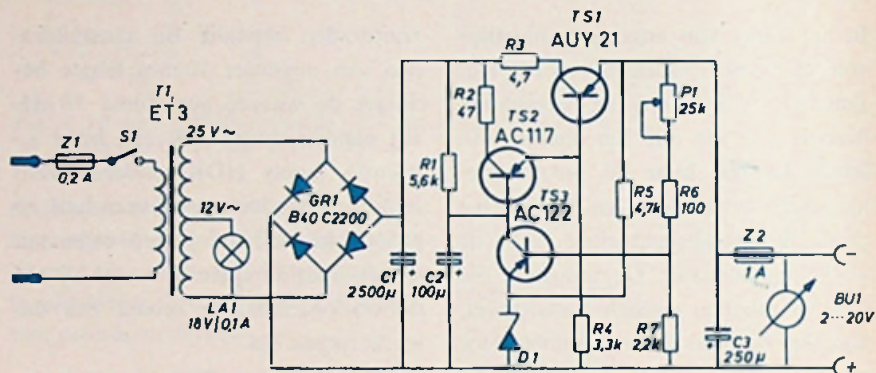 TS1
AUY 21
R3
4,7
T1
ET3
Z1
0,2 A
S1
25 V~
12 V~
GR1
B40 C2200
LA1
18V/0,1A
R2
47
TS2
AC117
TS3
AC122
R1
5,6k
C1
2500µ
C2
100µ
D1
R4
3,3k
R5
4,7k
P1
25k
R6
100
R7
2,2k
C3
250µ
Z2
1 A
BU1
2...20V
−
+
+
+
+